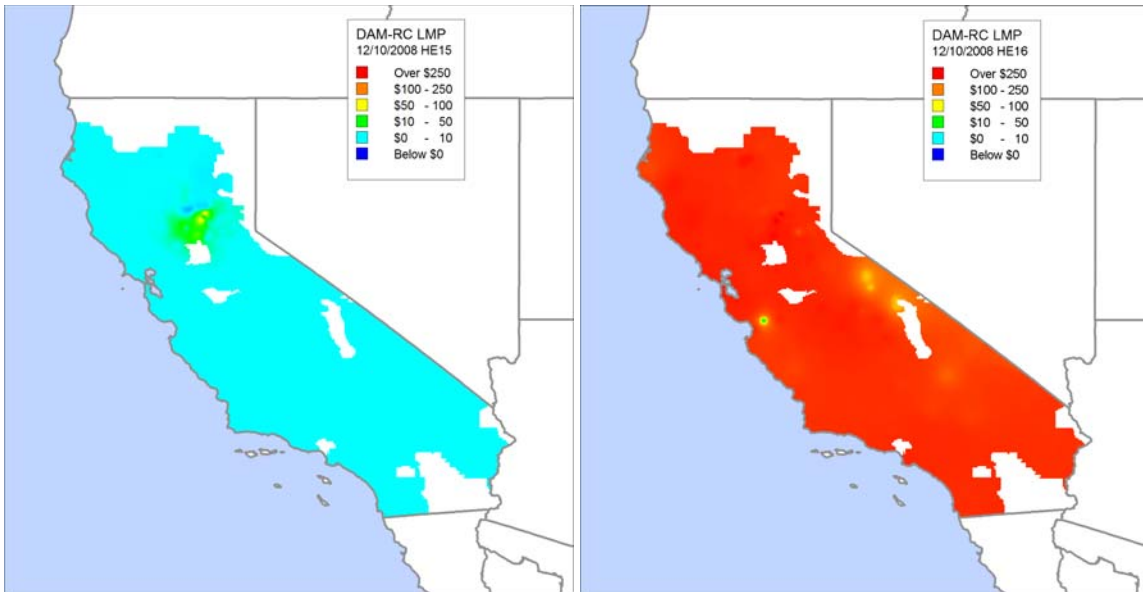 DAM-RC LMP
12/10/2008 HE15
Over $250
$100 - 250
$50 - 100
$10 - 50
$0 - 10
Below $0
DAM-RC LMP
12/10/2008 HE16
Over $250
$100 - 250
$50 - 100
$10 - 50
$0 - 10
Below $0